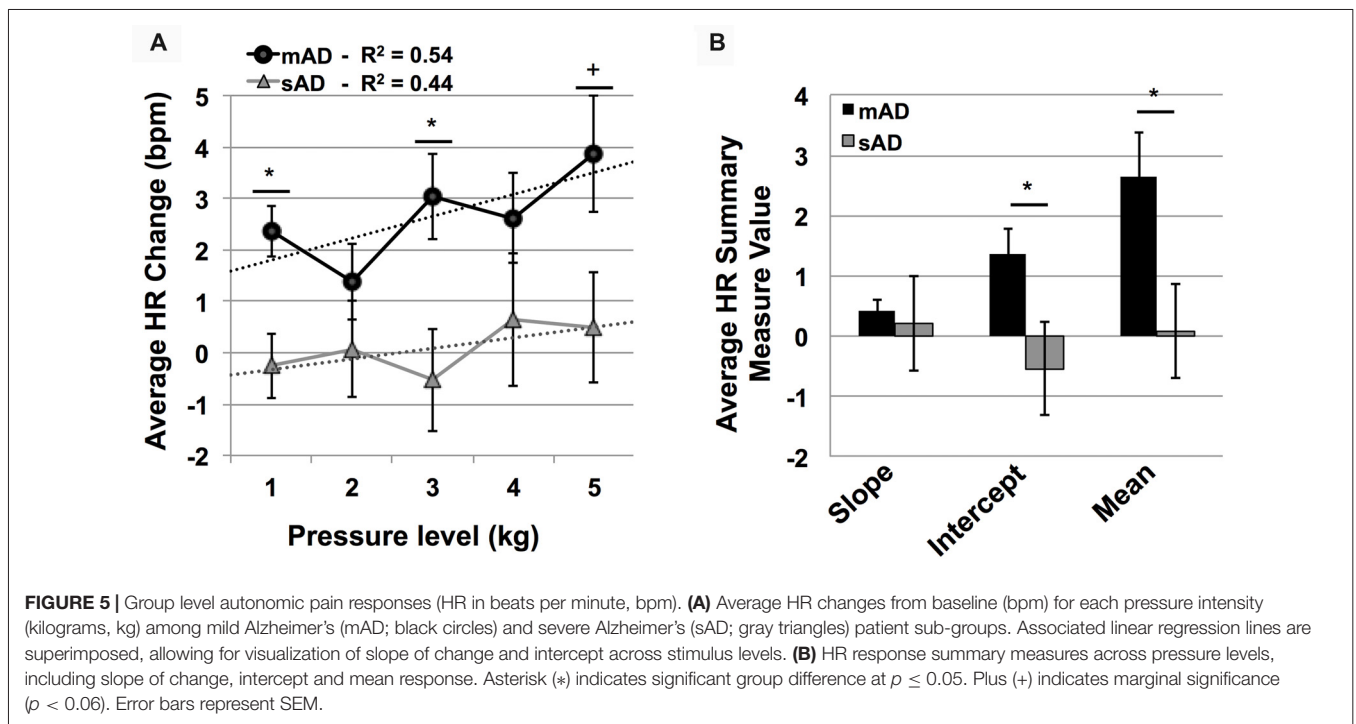 A
mAD - R² = 0.54
sAD - R² = 0.44
Average HR Change (bpm)
5
4
3
2
1
0
-1
-2
*
*
+
1 2 3 4 5
Pressure level (kg)
B
mAD
sAD
Average HR Summary
Measure Value
4
3
2
1
0
-1
-2
*
*
Slope
Intercept
Mean
FIGURE 5 | Group level autonomic pain responses (HR in beats per minute, bpm). (A) Average HR changes from baseline (bpm) for each pressure intensity
(kilograms, kg) among mild Alzheimer's (mAD; black circles) and severe Alzheimer's (sAD; gray triangles) patient sub-groups. Associated linear regression lines are
superimposed, allowing for visualization of slope of change and intercept across stimulus levels. (B) HR response summary measures across pressure levels,
including slope of change, intercept and mean response. Asterisk (∗) indicates significant group difference at p ≤ 0.05. Plus (+) indicates marginal significance
(p < 0.06). Error bars represent SEM.